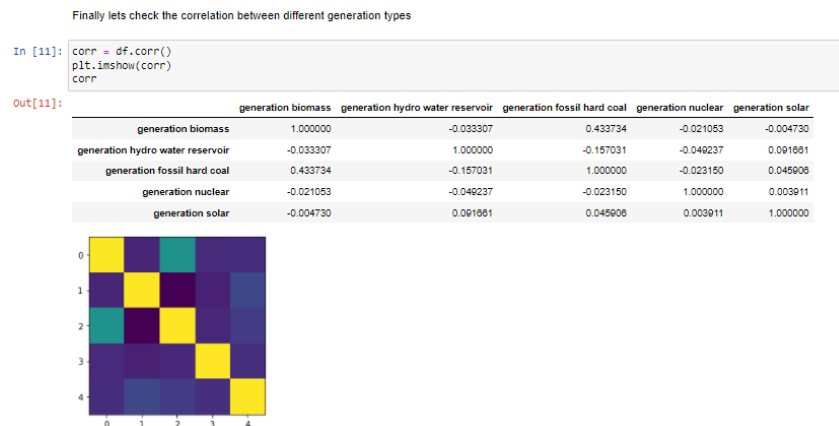 Finally lets check the correlation between different generation types
In [11]: corr = df.corr()
plt.imshow(corr)
corr
Out[11]:
generation biomass generation hydro water reservoir generation fossil hard coal generation nuclear generation solar
generation biomass 1.000000 -0.033307 0.433734 -0.021053 -0.004730
generation hydro water reservoir -0.033307 1.000000 -0.157031 -0.049237 0.091661
generation fossil hard coal 0.433734 -0.157031 1.000000 -0.023150 0.045906
generation nuclear -0.021053 -0.049237 -0.023150 1.000000 0.003911
generation solar -0.004730 0.091661 0.045906 0.003911 1.000000
0
1
2
3
4
0 1 2 3 4